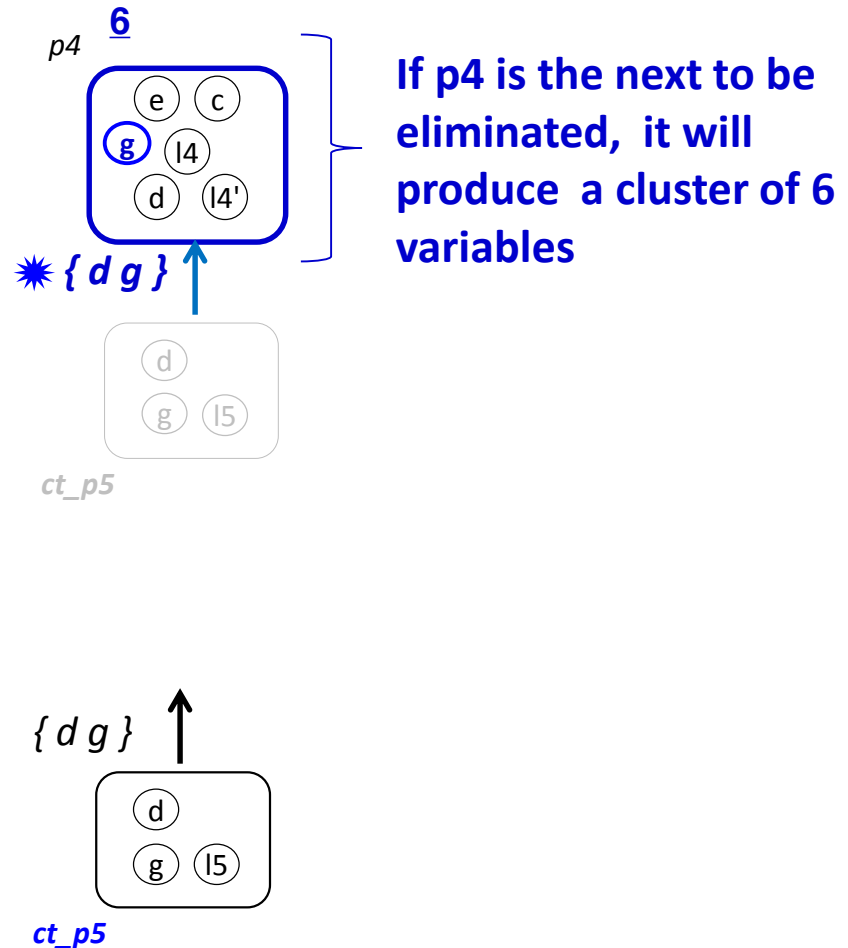 6
p4
e c
g l4
d l4'
If p4 is the next to be
eliminated, it will
produce a cluster of 6
variables
{ d g }
d
g l5
ct_p5
{ d g }
d
g l5
ct_p5